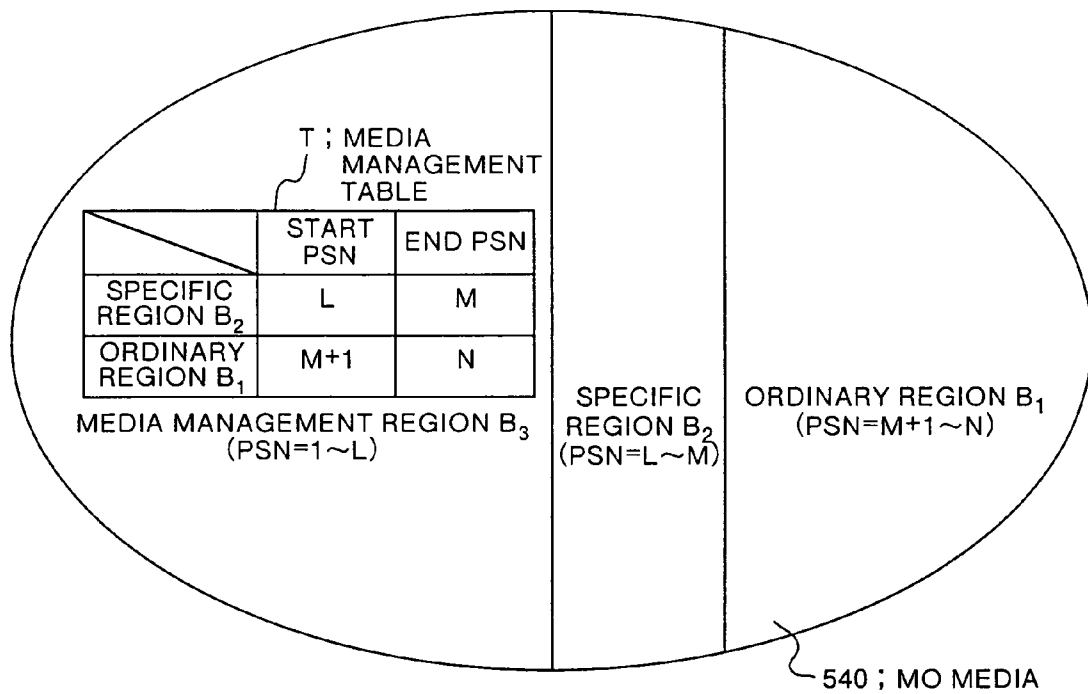 T ; MEDIA
MANAGEMENT
TABLE
START
PSN
END PSN
SPECIFIC
REGION B₂
L
M
ORDINARY
REGION B₁
M+1
N
MEDIA MANAGEMENT REGION B₃
(PSN=1~L)
SPECIFIC
REGION B₂
(PSN=L~M)
ORDINARY REGION B₁
(PSN=M+1~N)
540 ; MO MEDIA